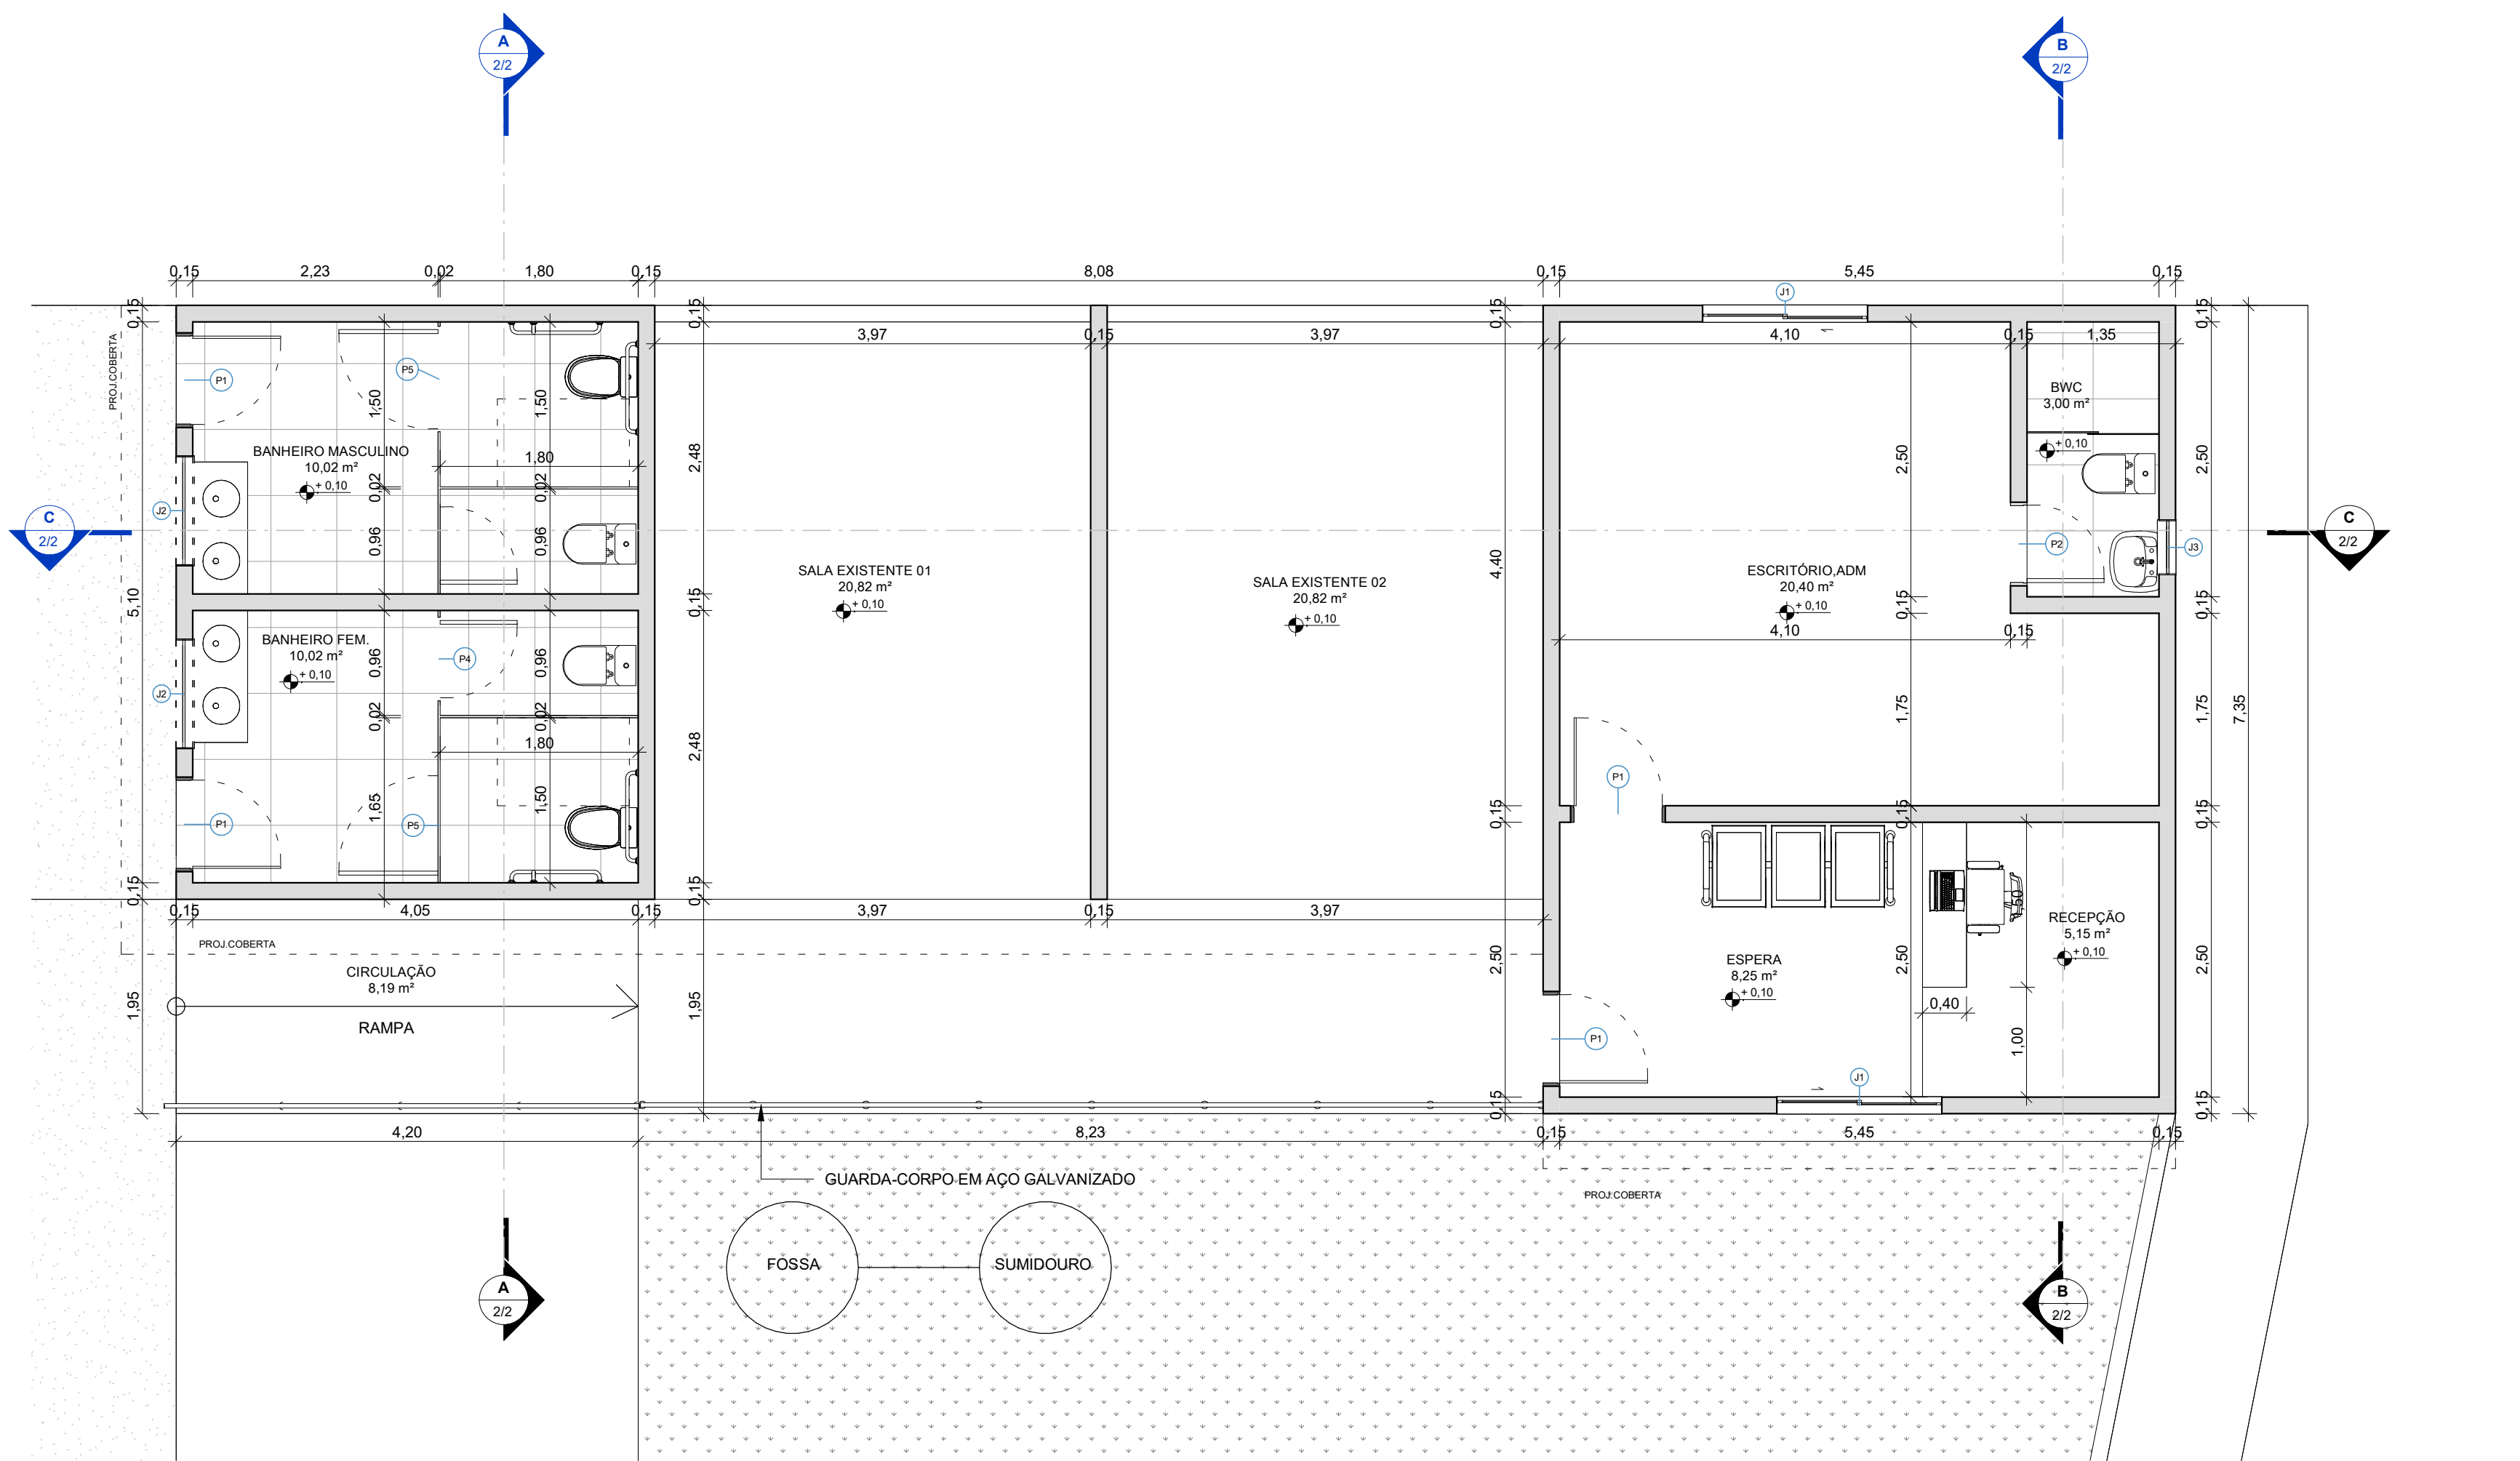 A
2/2
B
2/2
0,15
2,23
0,02
1,80
0,15
8,08
0,15
5,45
0,15
J1
0,15
0,15
0,15
0,15
PROJ.COBERTA
3,97
0,15
3,97
4,10
0,15
1,35
P1
P5
1,50
1,50
BWC
3,00 m²
+ 0,10
BANHEIRO MASCULINO
10,02 m²
+ 0,10
1,80
2,48
2,50
2,50
0,02
0,02
C
2/2
J2
0,96
0,96
4,40
P2
J3
C
2/2
SALA EXISTENTE 01
20,82 m²
+ 0,10
SALA EXISTENTE 02
20,82 m²
+ 0,10
ESCRITÓRIO,ADM
20,40 m²
+ 0,10
5,10
0,15
0,15
0,15
4,10
0,15
BANHEIRO FEM.
10,02 m²
+ 0,10
0,96
P4
0,96
J2
0,02
0,02
1,80
2,48
1,75
1,75
7,35
P1
1,65
P5
1,50
P1
0,15
0,15
0,15
0,15
0,15
0,15
4,05
0,15
3,97
0,15
3,97
1,50
RECEPÇÃO
5,15 m²
+ 0,10
PROJ.COBERTA
CIRCULAÇÃO
8,19 m²
RAMPA
1,95
1,95
2,50
ESPERA
8,25 m²
+ 0,10
2,50
2,50
0,40
1,00
P1
J1
0,15
0,15
4,20
8,23
0,15
5,45
0,15
GUARDA-CORPO EM AÇO GALVANIZADO
PROJ.COBERTA
FOSSA
SUMIDOURO
A
2/2
B
2/2